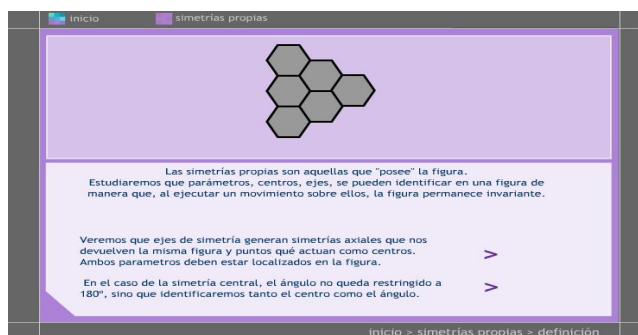 inicio simetrías propias
Las simetrías propias son aquellas que "posee" la figura.
Estudiaremos que parámetros, centros, ejes, se pueden identificar en una figura de
manera que, al ejecutar un movimiento sobre ellos, la figura permanece invariante.
Veremos que ejes de simetría generan simetrías axiales que nos
devuelven la misma figura y puntos qué actuan como centros.
Ambos parametros deben estar localizados en la figura.
>
En el caso de la simetría central, el ángulo no queda restringido a
180º, sino que identificaremos tanto el centro como el ángulo.
>
inicio > simetrías propias > definición